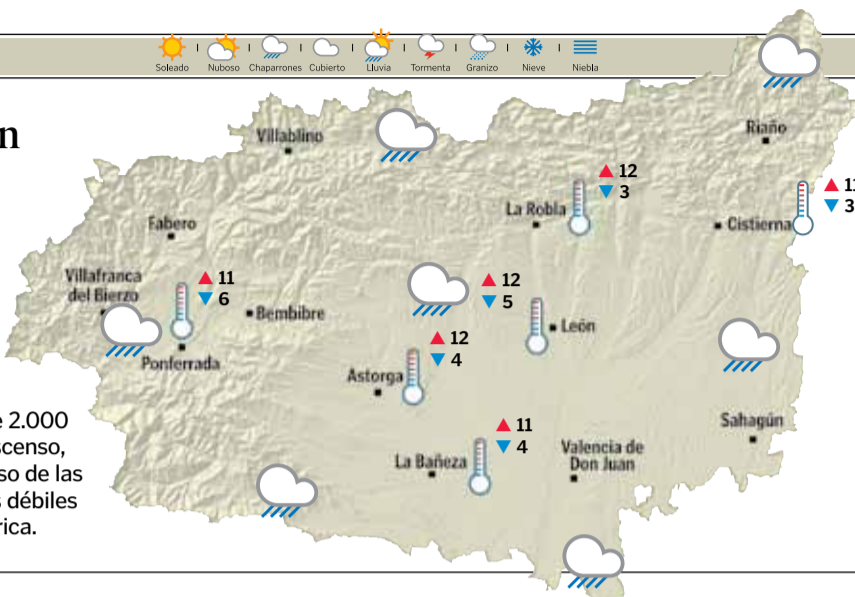 Soleado Nuboso Chaparrones Cubierto Lluvia Tormenta Granizo Nieve Niebla
n
Villablino
Riaño
12
3
La Robla
11
3
Cistierna
Fabero
Villafranca
del Bierzo
11
6
Bembibre
Ponferrada
12
5
León
12
4
Astorga
Sahagún
11
4
La Bañeza
Valencia de
Don Juan
e 2.000
scenso,
so de las
s débiles
rica.